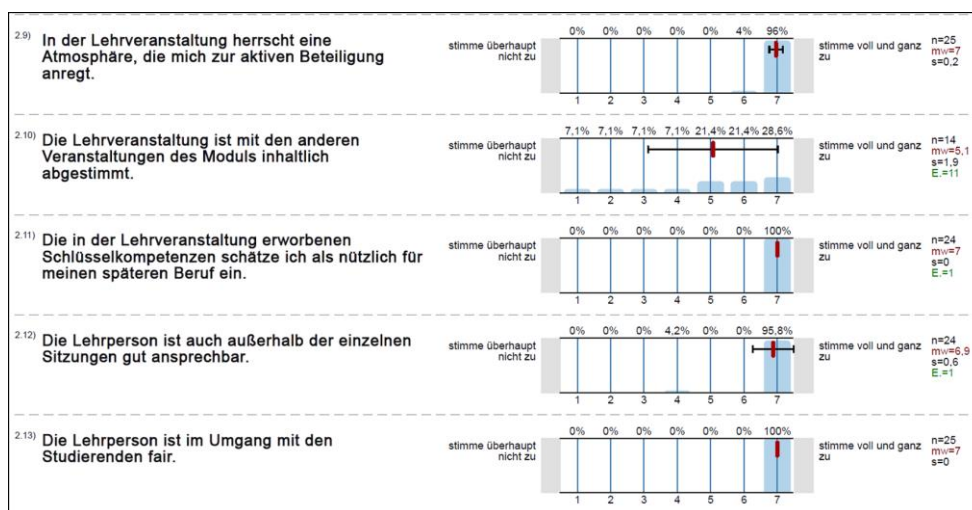 2.9) In der Lehrveranstaltung herrscht eine
Atmosphäre, die mich zur aktiven Beteiligung
anregt.
stimme überhaupt
nicht zu
0% 0% 0% 0% 0% 4% 96%
1 2 3 4 5 6 7
stimme voll und ganz
zu
n=25
mw=7
s=0,2
2.10) Die Lehrveranstaltung ist mit den anderen
Veranstaltungen des Moduls inhaltlich
abgestimmt.
stimme überhaupt
nicht zu
7,1% 7,1% 7,1% 7,1% 21,4% 21,4% 28,6%
1 2 3 4 5 6 7
stimme voll und ganz
zu
n=14
mw=5,1
s=1,9
E.=11
2.11) Die in der Lehrveranstaltung erworbenen
Schlüsselkompetenzen schätze ich als nützlich für
meinen späteren Beruf ein.
stimme überhaupt
nicht zu
0% 0% 0% 0% 0% 0% 100%
1 2 3 4 5 6 7
stimme voll und ganz
zu
n=24
mw=7
s=0
E.=1
2.12) Die Lehrperson ist auch außerhalb der einzelnen
Sitzungen gut ansprechbar.
stimme überhaupt
nicht zu
0% 0% 0% 4,2% 0% 0% 95,8%
1 2 3 4 5 6 7
stimme voll und ganz
zu
n=24
mw=6,9
s=0,6
E.=1
2.13) Die Lehrperson ist im Umgang mit den
Studierenden fair.
stimme überhaupt
nicht zu
0% 0% 0% 0% 0% 0% 100%
1 2 3 4 5 6 7
stimme voll und ganz
zu
n=25
mw=7
s=0